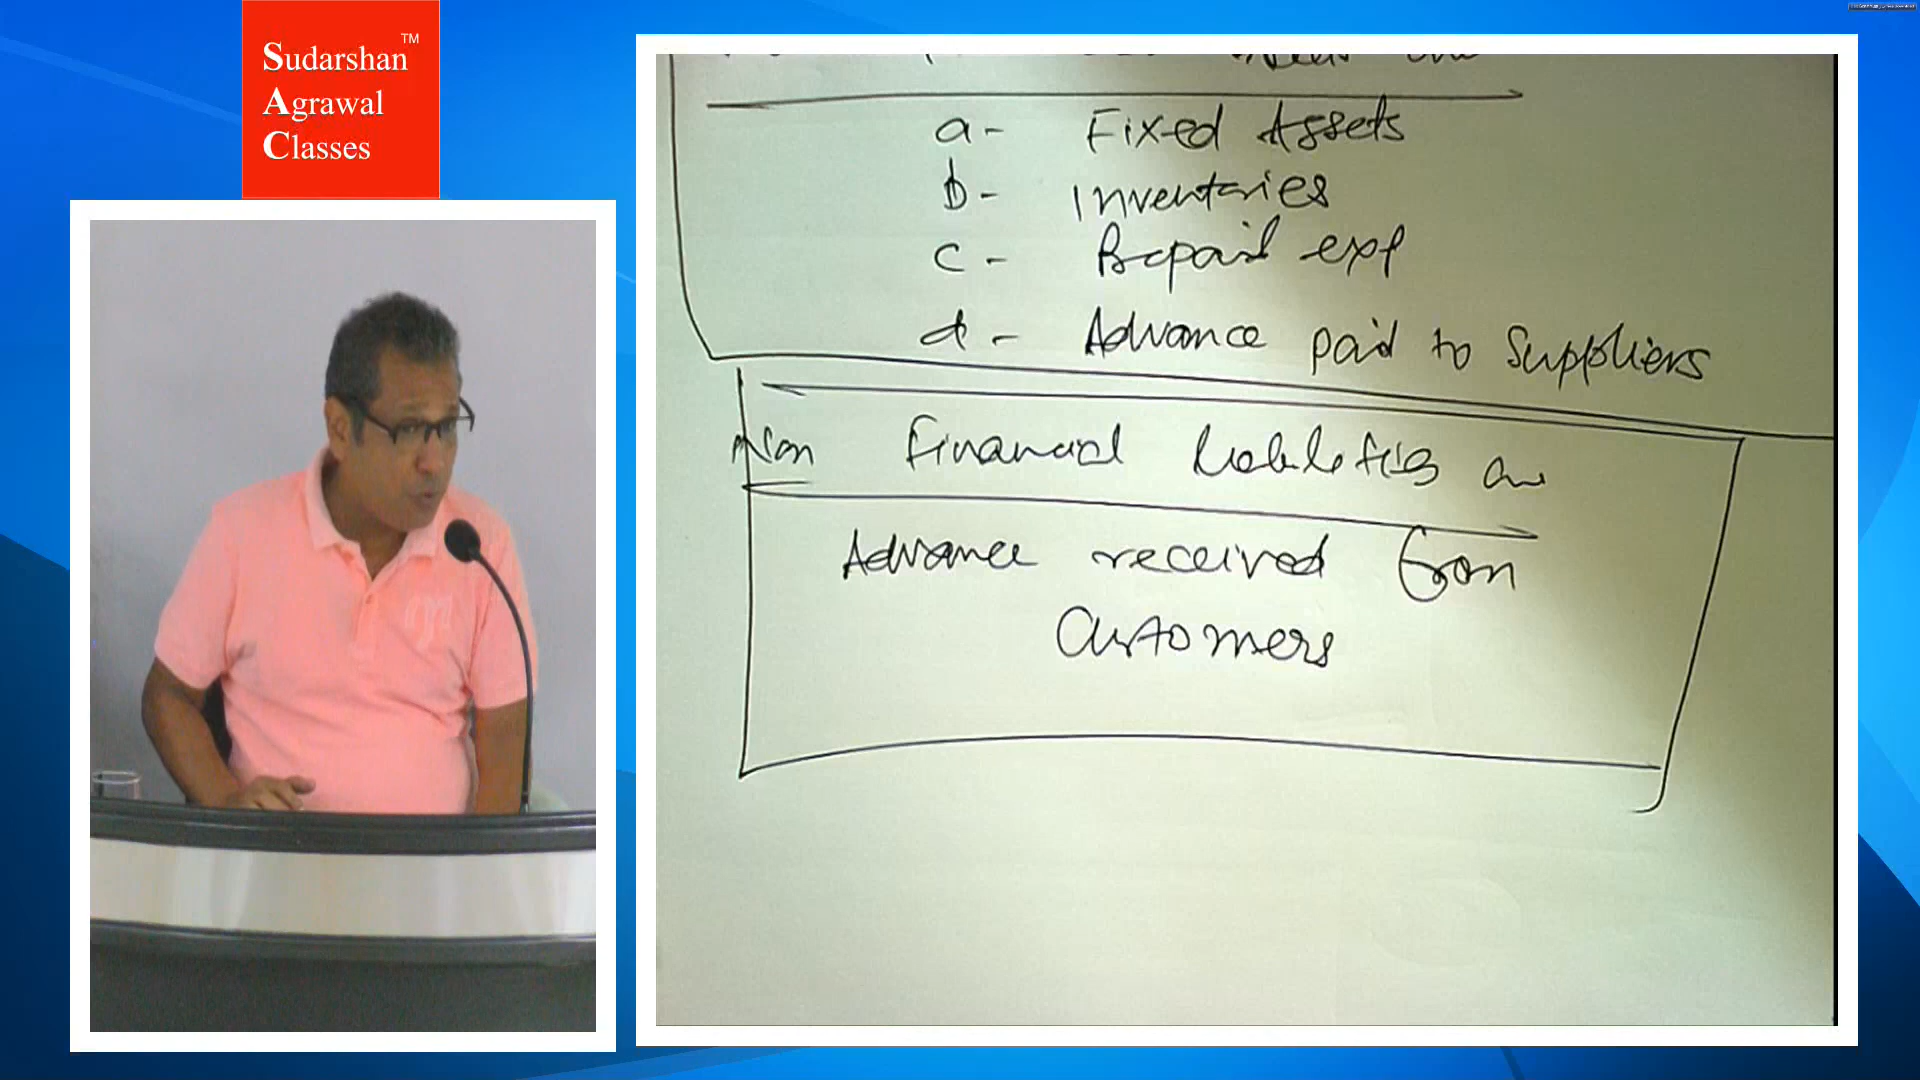 Sudarshan™
Agrawal
Classes
a- Fixed Assets
b- Inventories
c- Prepaid exp
d- Advance paid to Suppliers
Non Financial Liabilities are
Advance received from
Customers